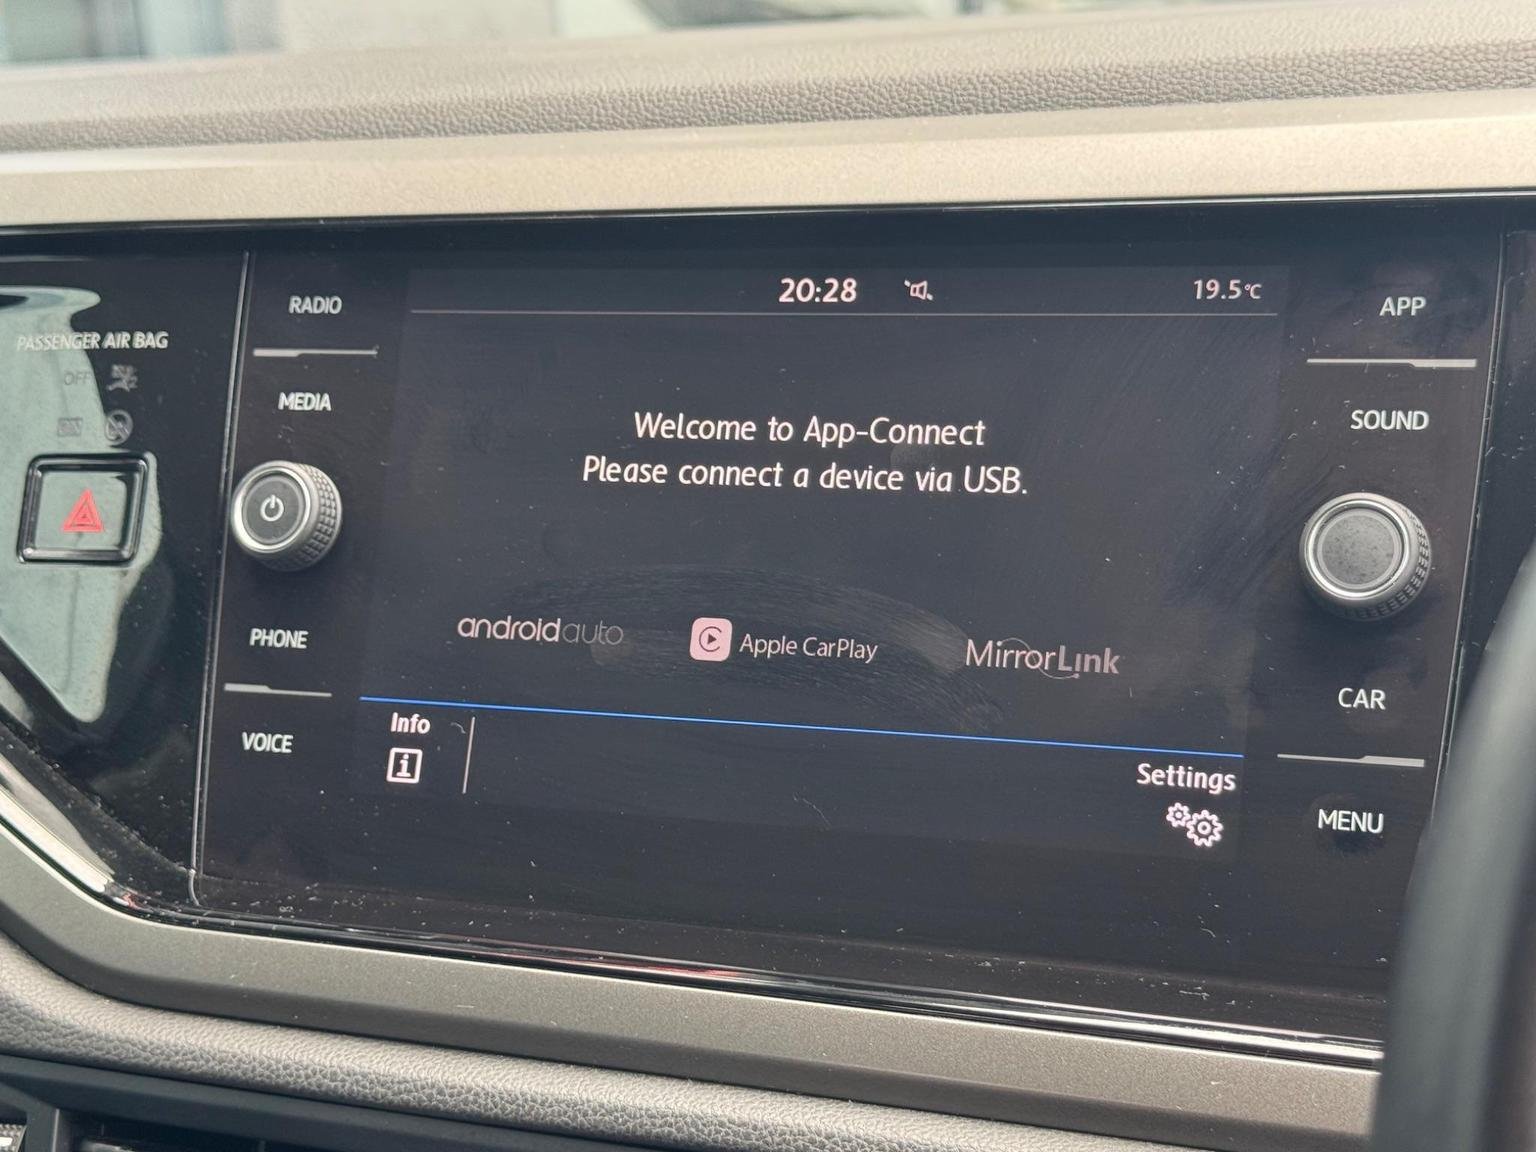 PASSENGER AIR BAG
OFF
ON
RADIO
MEDIA
PHONE
VOICE
20:28
19.5°C
Welcome to App-Connect
Please connect a device via USB.
androidauto
Apple CarPlay
MirrorLink
Info
Settings
APP
SOUND
CAR
MENU